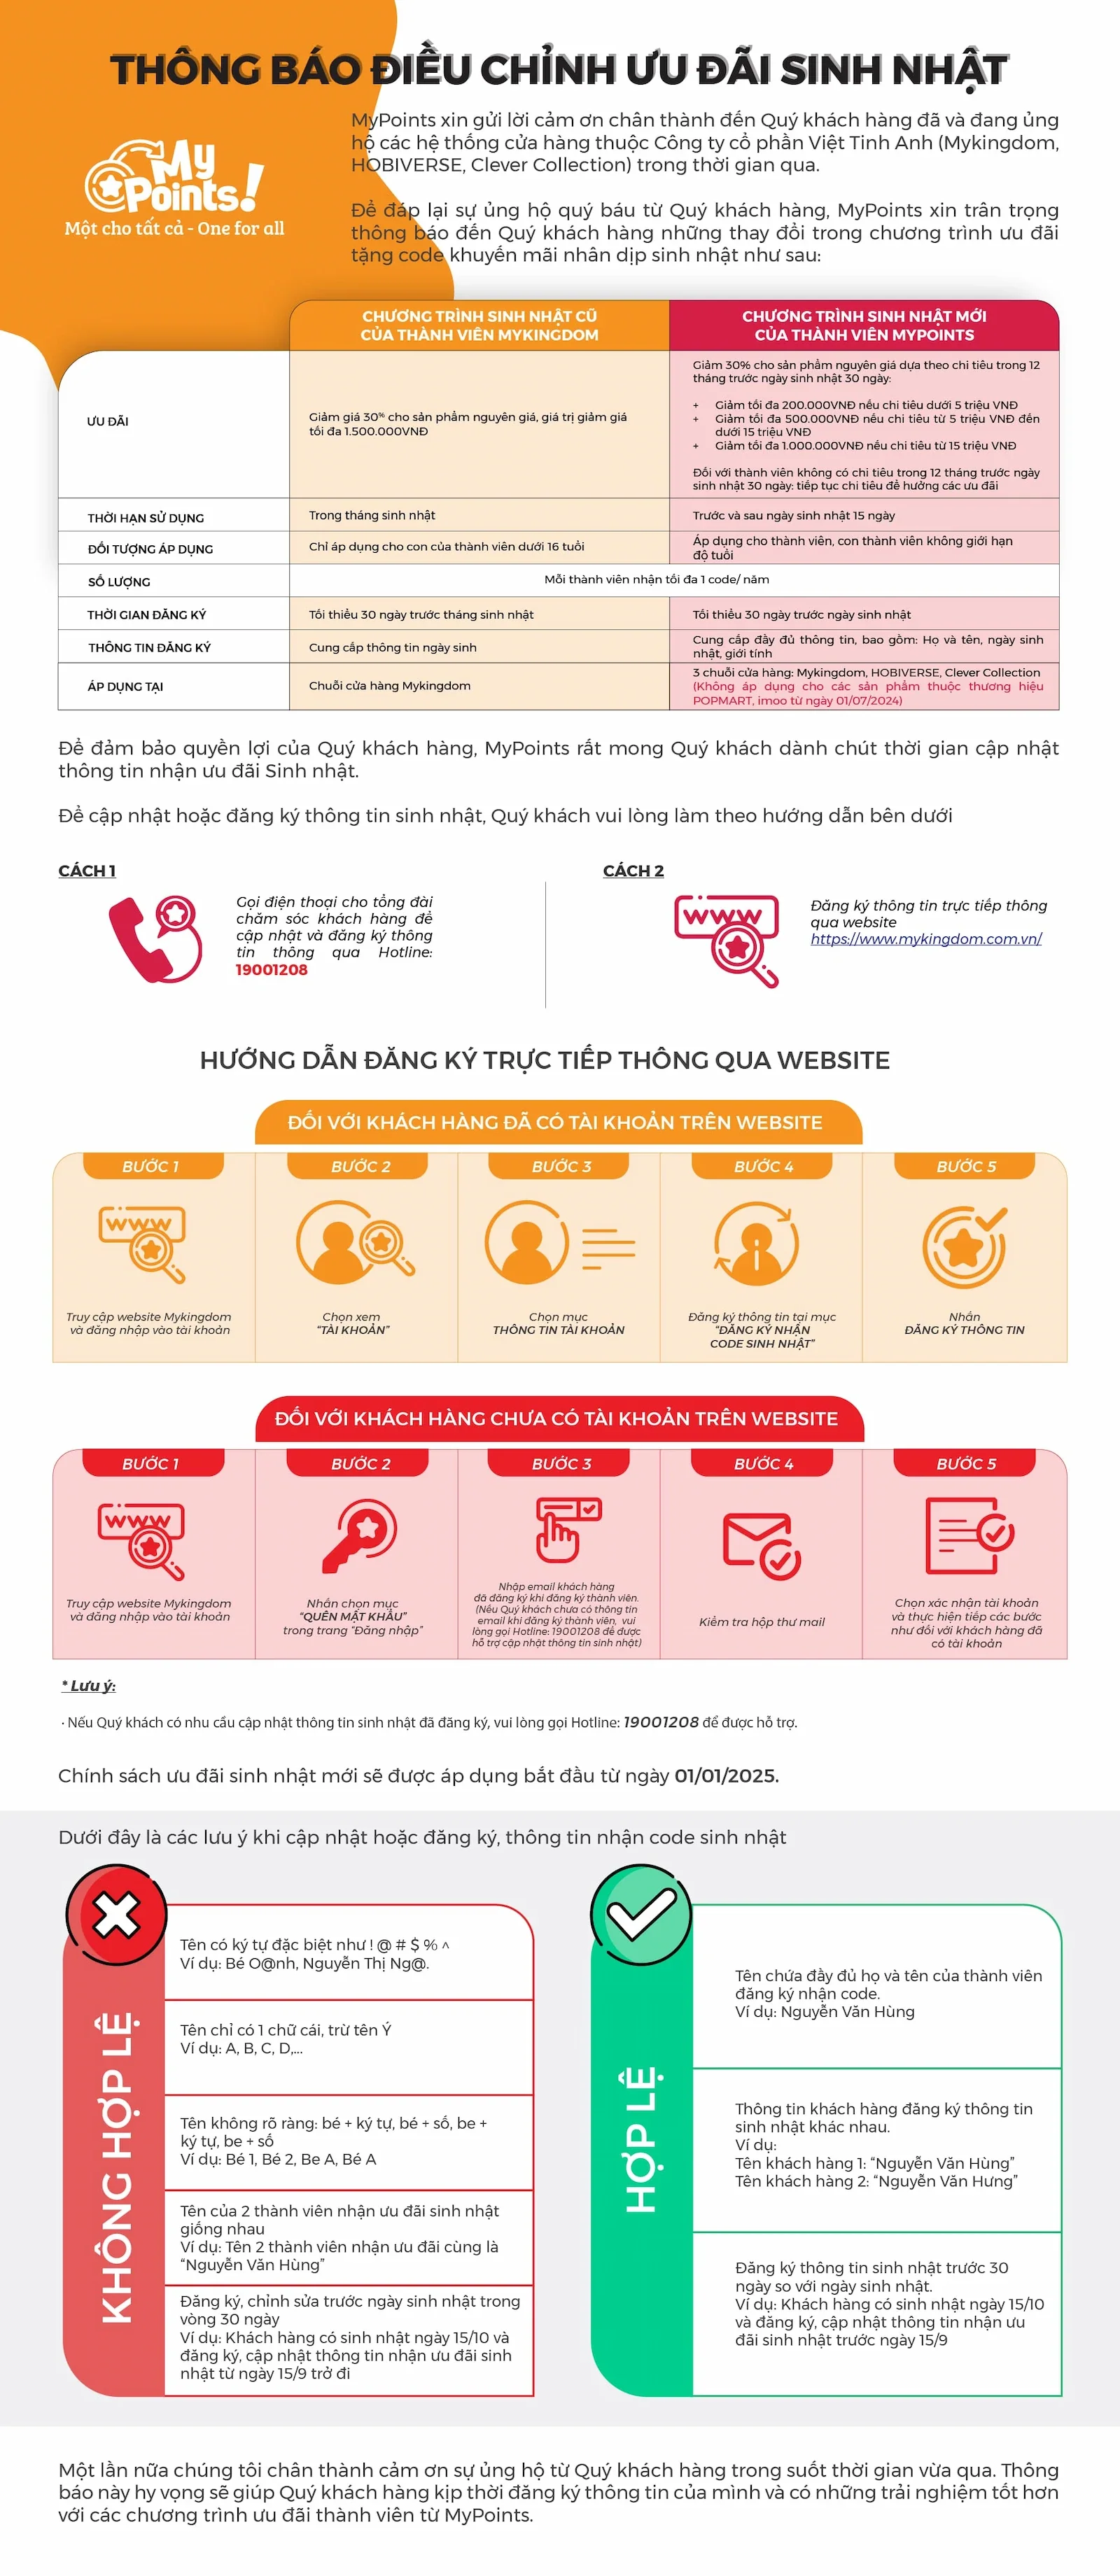 THÔNG BÁO ĐIỀU CHỈNH ƯU ĐÃI SINH NHẬT
MyPoints xin gửi lời cảm ơn chân thành đến Quý khách hàng đã và đang ủng
hộ các hệ thống cửa hàng thuộc Công ty cổ phần Việt Tinh Anh (Mykingdom,
HOBIVERSE, Clever Collection) trong thời gian qua.
My
Points!
Một cho tất cả - One for all
Để đáp lại sự ủng hộ quý báu từ Quý khách hàng, MyPoints xin trân trọng
thông báo đến Quý khách hàng những thay đổi trong chương trình ưu đãi
tặng code khuyến mãi nhân dịp sinh nhật như sau:
CHƯƠNG TRÌNH SINH NHẬT CŨ
CỦA THÀNH VIÊN MYKINGDOM
CHƯƠNG TRÌNH SINH NHẬT MỚI
CỦA THÀNH VIÊN MYPOINTS
ƯU ĐÃI
Giảm giá 30% cho sản phẩm nguyên giá, giá trị giảm giá
tối đa 1.500.000VNĐ
Giảm 30% cho sản phẩm nguyên giá dựa theo chi tiêu trong 12
tháng trước ngày sinh nhật 30 ngày:
+ Giảm tối đa 200.000VNĐ nếu chi tiêu dưới 5 triệu VNĐ
+ Giảm tối đa 500.000VNĐ nếu chi tiêu từ 5 triệu VNĐ đến
dưới 15 triệu VNĐ
+ Giảm tối đa 1.000.000VNĐ nếu chi tiêu từ 15 triệu VNĐ
Đối với thành viên không có chi tiêu trong 12 tháng trước ngày
sinh nhật 30 ngày: tiếp tục chi tiêu để hưởng các ưu đãi
THỜI HẠN SỬ DỤNG
Trong tháng sinh nhật
Trước và sau ngày sinh nhật 15 ngày
ĐỐI TƯỢNG ÁP DỤNG
Chỉ áp dụng cho con của thành viên dưới 16 tuổi
Áp dụng cho thành viên, con thành viên không giới hạn
độ tuổi
SỐ LƯỢNG
Mỗi thành viên nhận tối đa 1 code/ năm
THỜI GIAN ĐĂNG KÝ
Tối thiểu 30 ngày trước tháng sinh nhật
Tối thiểu 30 ngày trước ngày sinh nhật
THÔNG TIN ĐĂNG KÝ
Cung cấp thông tin ngày sinh
Cung cấp đầy đủ thông tin, bao gồm: Họ và tên, ngày sinh
nhật, giới tính
ÁP DỤNG TẠI
Chuỗi cửa hàng Mykingdom
3 chuỗi cửa hàng: Mykingdom, HOBIVERSE, Clever Collection
(Không áp dụng cho các sản phẩm thuộc thương hiệu
POPMART, imoo từ ngày 01/07/2024)
Để đảm bảo quyền lợi của Quý khách hàng, MyPoints rất mong Quý khách dành chút thời gian cập nhật
thông tin nhận ưu đãi Sinh nhật.
Để cập nhật hoặc đăng ký thông tin sinh nhật, Quý khách vui lòng làm theo hướng dẫn bên dưới
CÁCH 1
Gọi điện thoại cho tổng đài
chăm sóc khách hàng để
cập nhật và đăng ký thông
tin thông qua Hotline:
19001208
CÁCH 2
WWW
Đăng ký thông tin trực tiếp thông
qua website
https://www.mykingdom.com.vn/
HƯỚNG DẪN ĐĂNG KÝ TRỰC TIẾP THÔNG QUA WEBSITE
ĐỐI VỚI KHÁCH HÀNG ĐÃ CÓ TÀI KHOẢN TRÊN WEBSITE
BƯỚC 1
WWW
Truy cập website Mykingdom
và đăng nhập vào tài khoản
BƯỚC 2
Chọn xem
“TÀI KHOẢN”
BƯỚC 3
Chọn mục
THÔNG TIN TÀI KHOẢN
BƯỚC 4
Đăng ký thông tin tại mục
“ĐĂNG KÝ NHẬN
CODE SINH NHẬT”
BƯỚC 5
Nhấn
ĐĂNG KÝ THÔNG TIN
ĐỐI VỚI KHÁCH HÀNG CHƯA CÓ TÀI KHOẢN TRÊN WEBSITE
BƯỚC 1
WWW
Truy cập website Mykingdom
và đăng nhập vào tài khoản
BƯỚC 2
Nhấn chọn mục
“QUÊN MẬT KHẨU”
trong trang “Đăng nhập”
BƯỚC 3
Nhập email khách hàng
đã đăng ký khi đăng ký thành viên.
(Nếu Quý khách chưa có thông tin
email khi đăng ký thành viên, vui
lòng gọi Hotline: 19001208 để được
hỗ trợ cập nhật thông tin sinh nhật)
BƯỚC 4
Kiểm tra hộp thư mail
BƯỚC 5
Chọn xác nhận tài khoản
và thực hiện tiếp các bước
như đối với khách hàng đã
có tài khoản
* Lưu ý:
· Nếu Quý khách có nhu cầu cập nhật thông tin sinh nhật đã đăng ký, vui lòng gọi Hotline: 19001208 để được hỗ trợ.
Chính sách ưu đãi sinh nhật mới sẽ được áp dụng bắt đầu từ ngày 01/01/2025.
Dưới đây là các lưu ý khi cập nhật hoặc đăng ký, thông tin nhận code sinh nhật
KHÔNG HỢP LỆ
Tên có ký tự đặc biệt như ! @ # $ % ^
Ví dụ: Bé O@nh, Nguyễn Thị Ng@.
Tên chỉ có 1 chữ cái, trừ tên Ý
Ví dụ: A, B, C, D,...
Tên không rõ ràng: bé + ký tự, bé + số, be +
ký tự, be + số
Ví dụ: Bé 1, Bé 2, Be A, Bé A
Tên của 2 thành viên nhận ưu đãi sinh nhật
giống nhau
Ví dụ: Tên 2 thành viên nhận ưu đãi cùng là
“Nguyễn Văn Hùng”
Đăng ký, chỉnh sửa trước ngày sinh nhật trong
vòng 30 ngày
Ví dụ: Khách hàng có sinh nhật ngày 15/10 và
đăng ký, cập nhật thông tin nhận ưu đãi sinh
nhật từ ngày 15/9 trở đi
HỢP LỆ
Tên chứa đầy đủ họ và tên của thành viên
đăng ký nhận code.
Ví dụ: Nguyễn Văn Hùng
Thông tin khách hàng đăng ký thông tin
sinh nhật khác nhau.
Ví dụ:
Tên khách hàng 1: “Nguyễn Văn Hùng”
Tên khách hàng 2: “Nguyễn Văn Hưng”
Đăng ký thông tin sinh nhật trước 30
ngày so với ngày sinh nhật.
Ví dụ: Khách hàng có sinh nhật ngày 15/10
và đăng ký, cập nhật thông tin nhận ưu
đãi sinh nhật trước ngày 15/9
Một lần nữa chúng tôi chân thành cảm ơn sự ủng hộ từ Quý khách hàng trong suốt thời gian vừa qua. Thông
báo này hy vọng sẽ giúp Quý khách hàng kịp thời đăng ký thông tin của mình và có những trải nghiệm tốt hơn
với các chương trình ưu đãi thành viên từ MyPoints.